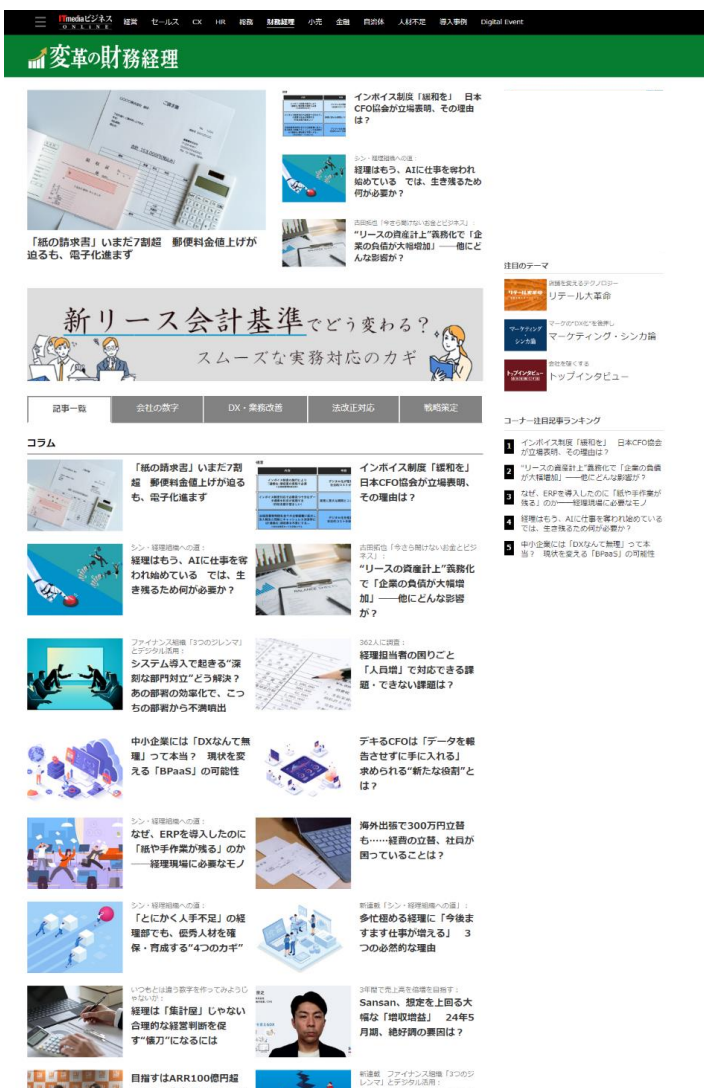 ITmediaビジネス
ONLINE
経営
セールス
CX
HR
総務
財務経理
小売
金融
自治体
人材不足
導入事例
Digital Event
変革の財務経理
「紙の請求書」いまだ7割超 郵便料金値上げが
迫るも、電子化進まず
インボイス制度「緩和を」 日本
CFO協会が立場表明、その理由
は?
シン・経理組織への道:
経理はもう、AIに仕事を奪われ
始めている では、生き残るため
何が必要か?
古田拓也「今さら聞けないお金とビジネス」:
“リースの資産計上”義務化で「企
業の負債が大幅増加」――他にど
んな影響が?
新リース会計基準でどう変わる?
スムーズな実務対応のカギ
注目のテーマ
店舗を変えるテクノロジー
リテール大革命
マーケの“DX化”を後押し
マーケティング・シンカ論
会社を強くする
トップインタビュー
記事一覧
会社の数字
DX・業務改善
法改正対応
戦略策定
コーナー注目記事ランキング
1 インボイス制度「緩和を」 日本CFO協会
が立場表明、その理由は?
2 “リースの資産計上”義務化で「企業の負債
が大幅増加」――他にどんな影響が?
3 なぜ、ERPを導入したのに「紙や手作業が
残る」のか――経理現場に必要なモノ
4 経理はもう、AIに仕事を奪われ始めている
では、生き残るため何が必要か?
5 中小企業には「DXなんて無理」って本
当? 現状を変える「BPaaS」の可能性
コラム
「紙の請求書」いまだ7割
超 郵便料金値上げが迫る
も、電子化進まず
インボイス制度「緩和を」
日本CFO協会が立場表明、
その理由は?
シン・経理組織への道:
経理はもう、AIに仕事を奪
われ始めている では、生
き残るため何が必要か?
古田拓也「今さら聞けないお金とビジ
ネス」:
“リースの資産計上”義務化
で「企業の負債が大幅増
加」――他にどんな影響
が?
ファイナンス組織「3つのジレンマ」
とデジタル活用:
システム導入で起きる“深
刻な部門対立”どう解決?
あの部署の効率化で、こっ
ちの部署から不満噴出
362人に調査:
経理担当者の困りごと
「人員増」で対応できる課
題・できない課題は?
中小企業には「DXなんて無
理」って本当? 現状を変
える「BPaaS」の可能性
デキるCFOは「データを報
告させずに手に入れる」
求められる“新たな役割”と
は?
シン・経理組織への道:
なぜ、ERPを導入したのに
「紙や手作業が残る」のか
――経理現場に必要なモノ
海外出張で300万円立替
も……経費の立替、社員が
困っていることは?
シン・経理組織への道:
「とにかく人手不足」の経
理部でも、優秀人材を確
保・育成する“4つのカギ”
新連載「シン・経理組織への道」:
多忙極める経理に「今後ま
すます仕事が増える」 3
つの必然的な理由
いつもとは違う数字を作ってみようじ
ゃないか:
経理は「集計屋」じゃない
合理的な経営判断を促
す“懐刀”になるには
3年間で売上高を倍増を目指す:
Sansan、想定を上回る大
幅な「増収増益」 24年5
月期、絶好調の要因は?
目指すはARR100億円超
新連載 ファイナンス組織「3つのジ
レンマ」とデジタル活用: